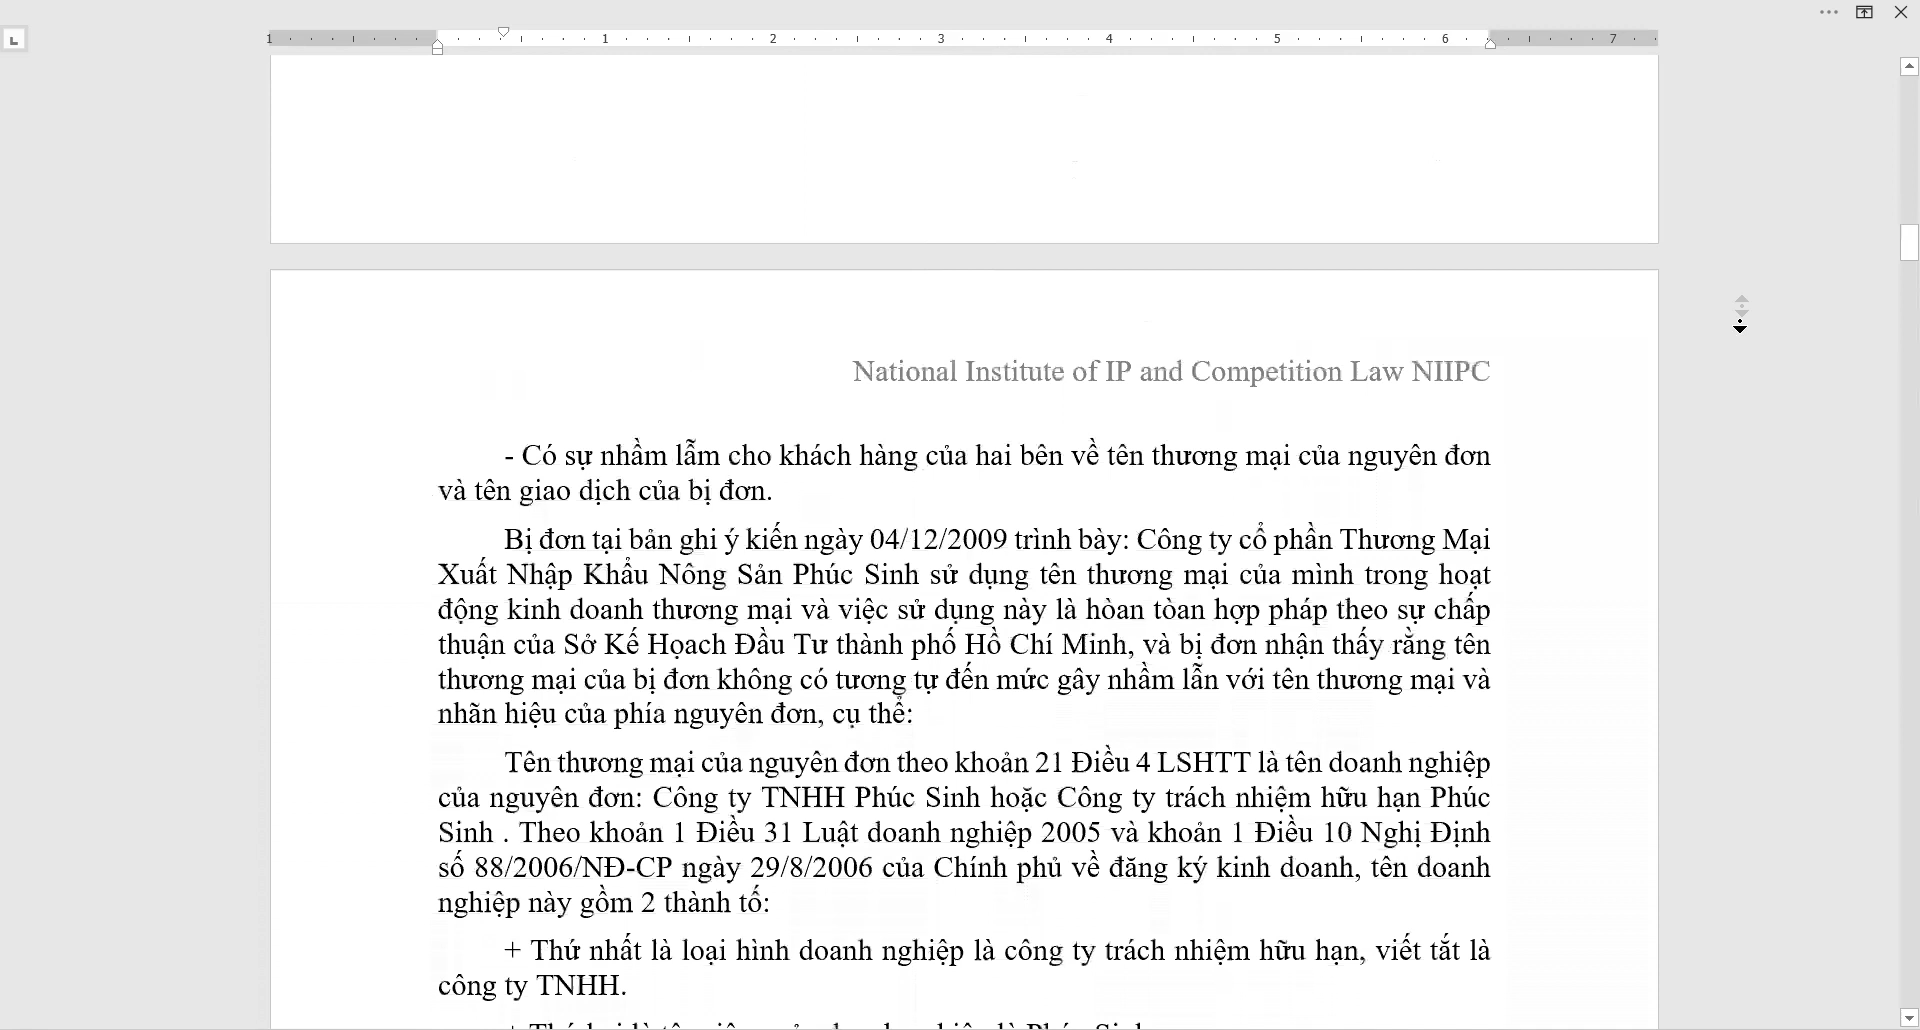 1 1 2 3 4 5 6 7
National Institute of IP and Competition Law NIIPC
- Có sự nhầm lẫm cho khách hàng của hai bên về tên thương mại của nguyên đơn
và tên giao dịch của bị đơn.
Bị đơn tại bản ghi ý kiến ngày 04/12/2009 trình bày: Công ty cổ phần Thương Mại
Xuất Nhập Khẩu Nông Sản Phúc Sinh sử dụng tên thương mại của mình trong hoạt
động kinh doanh thương mại và việc sử dụng này là hòan tòan hợp pháp theo sự chấp
thuận của Sở Kế Họach Đầu Tư thành phố Hồ Chí Minh, và bị đơn nhận thấy rằng tên
thương mại của bị đơn không có tương tự đến mức gây nhầm lẫn với tên thương mại và
nhãn hiệu của phía nguyên đơn, cụ thể:
Tên thương mại của nguyên đơn theo khoản 21 Điều 4 LSHTT là tên doanh nghiệp
của nguyên đơn: Công ty TNHH Phúc Sinh hoặc Công ty trách nhiệm hữu hạn Phúc
Sinh . Theo khoản 1 Điều 31 Luật doanh nghiệp 2005 và khoản 1 Điều 10 Nghị Định
số 88/2006/NĐ-CP ngày 29/8/2006 của Chính phủ về đăng ký kinh doanh, tên doanh
nghiệp này gồm 2 thành tố:
+ Thứ nhất là loại hình doanh nghiệp là công ty trách nhiệm hữu hạn, viết tắt là
công ty TNHH.